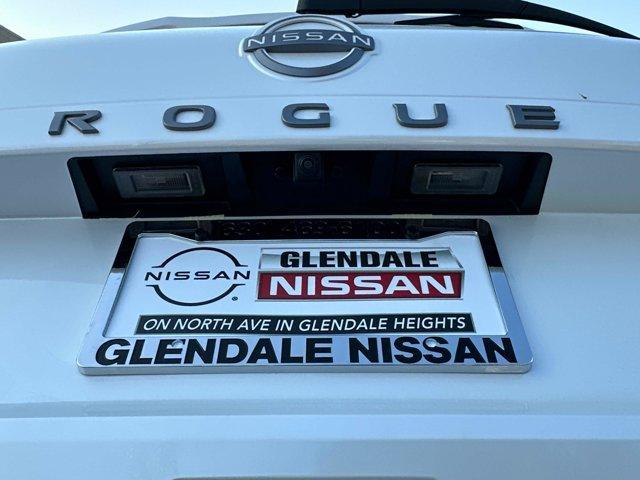 NISSAN
ROGUE
NISSAN
GLENDALE
NISSAN
ON NORTH AVE IN GLENDALE HEIGHTS
GLENDALE NISSAN